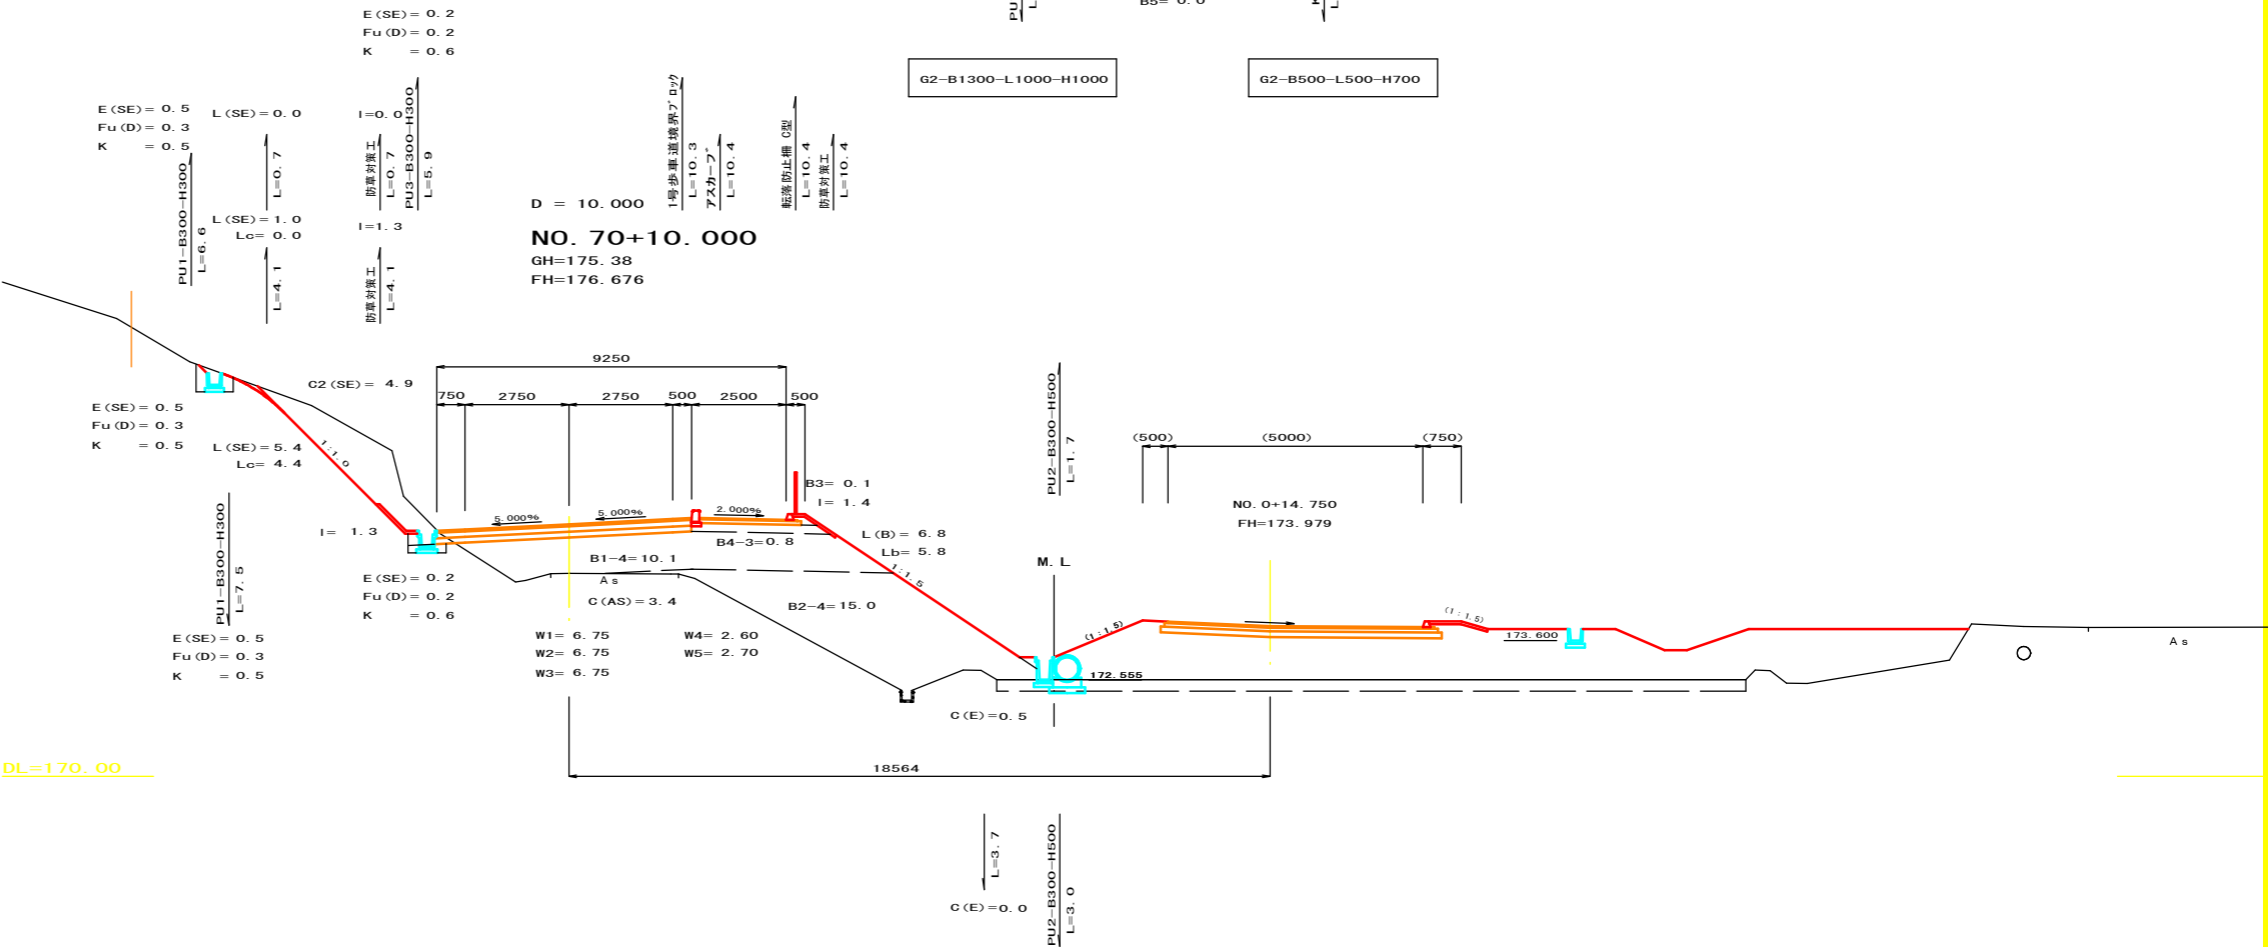 E(SE)= 0.2
Fu(D)= 0.2
K = 0.6
B5= 0.0
G2-B1300-L1000-H1000
G2-B500-L500-H700
E(SE)= 0.5
Fu(D)= 0.3
K = 0.5
L(SE)=0.0
I=0.0
PU1-B300-H300
L=6.6
L=0.7
防草対策工
L=0.7
PU3-B300-H300
L=5.9
L(SE)=1.0
Lc= 0.0
I=1.3
L=4.1
防草対策工
L=4.1
D = 10.000
NO.70+10.000
GH=175.38
FH=176.676
1号歩車道境界ブロック
L=10.3
アスカーブ
L=10.4
転落防止柵 C型
L=10.4
防草対策工
L=10.4
9250
C2(SE)= 4.9
750
2750
2750
500
2500
500
E(SE)= 0.5
Fu(D)= 0.3
K = 0.5
L(SE)=5.4
Lc= 4.4
1:1.0
PU2-B300-H500
L=1.7
(500)
(5000)
(750)
B3= 0.1
I= 1.4
NO.0+14.750
FH=173.979
5.000%
5.000%
2.000%
I= 1.3
B4-3=0.8
L(B)= 6.8
Lb= 5.8
1:1.5
B1-4=10.1
As
C(AS)=3.4
B2-4=15.0
M.L
PU1-B300-H300
L=7.5
E(SE)= 0.2
Fu(D)= 0.2
K = 0.6
E(SE)= 0.5
Fu(D)= 0.3
K = 0.5
W1= 6.75
W2= 6.75
W3= 6.75
W4= 2.60
W5= 2.70
(1:1.5)
(1:1.5)
173.600
As
172.555
C(E)=0.5
DL=170.00
18564
L=3.7
C(E)=0.0
PU2-B300-H500
L=3.0